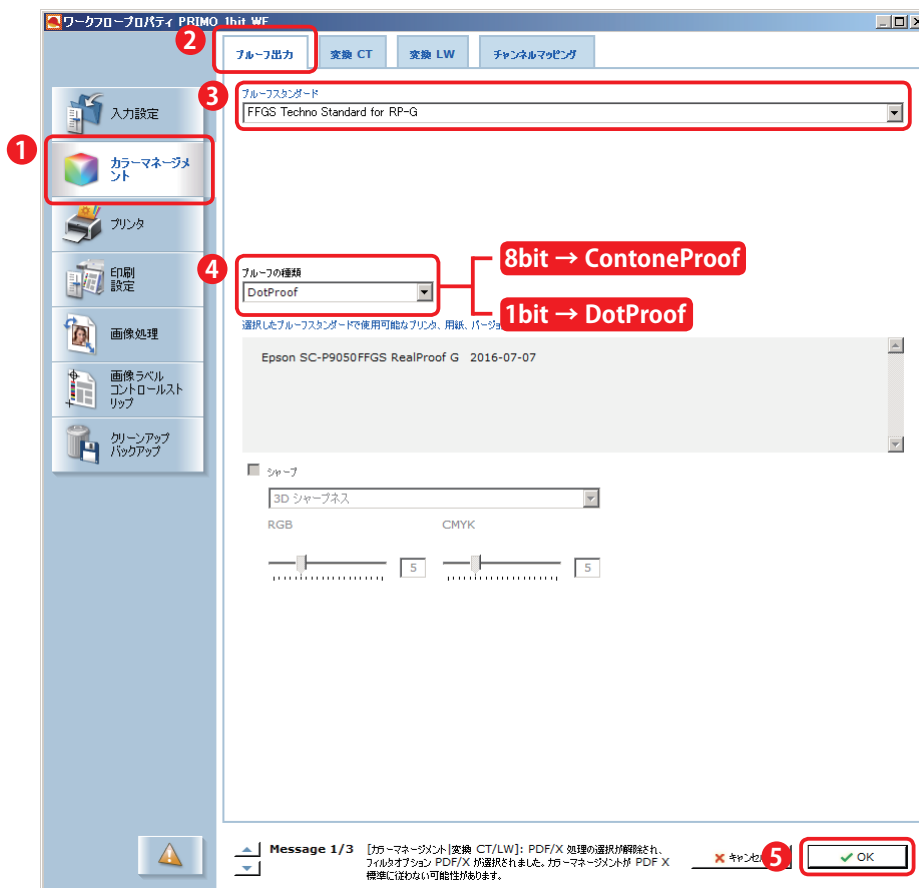 ワークフロープロパティ PRIMO 1bit WF
2
プルーフ出力
変換 CT
変換 LW
チャンネルマッピング
3
プルーフスタンダード
FFGS Techno Standard for RP-G
1
入力設定
カラーマネージメ
ント
プリンタ
印刷
設定
画像処理
画像ラベル
コントロールスト
リップ
クリーンアップ
バックアップ
4
プルーフの種類
DotProof
8bit → ContoneProof
1bit → DotProof
選択したプルーフスタンダードで使用可能なプリンタ、用紙、バージョ
Epson SC-P9050FFGS RealProof G 2016-07-07
シャープ
3D シャープネス
RGB
CMYK
5
5
Message 1/3
[カラーマネージメント|変換 CT/LW]: PDF/X 処理の選択が解除され、
フィルタオプション PDF/X が選択されました。カラーマネージメントが PDF X
標準に従わない可能性があります。
キャンセ
5
OK